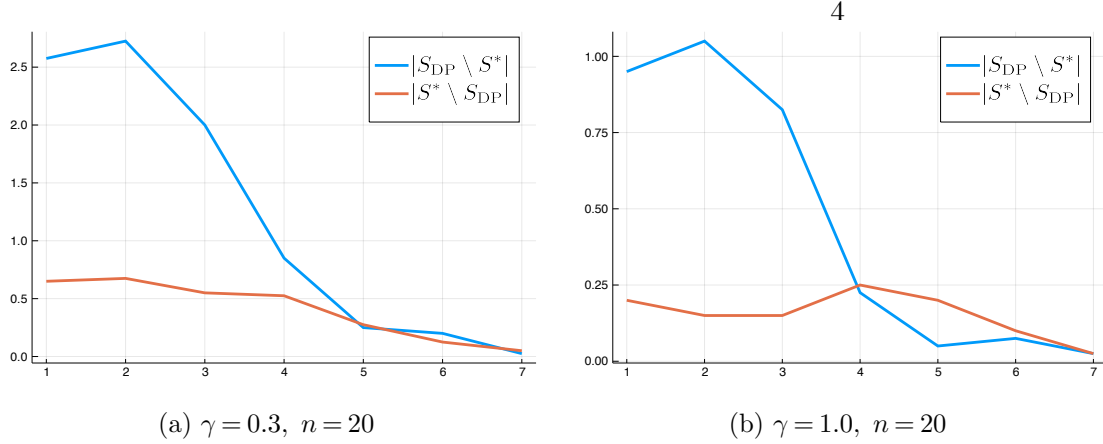 4
2.5
2.0
1.5
1.0
0.5
0.0
1 2 3 4 5 6 7
|S_DP \ S*|
|S* \ S_DP|
(a) γ = 0.3, n = 20
1.00
0.75
0.50
0.25
0.00
1 2 3 4 5 6 7
|S_DP \ S*|
|S* \ S_DP|
(b) γ = 1.0, n = 20